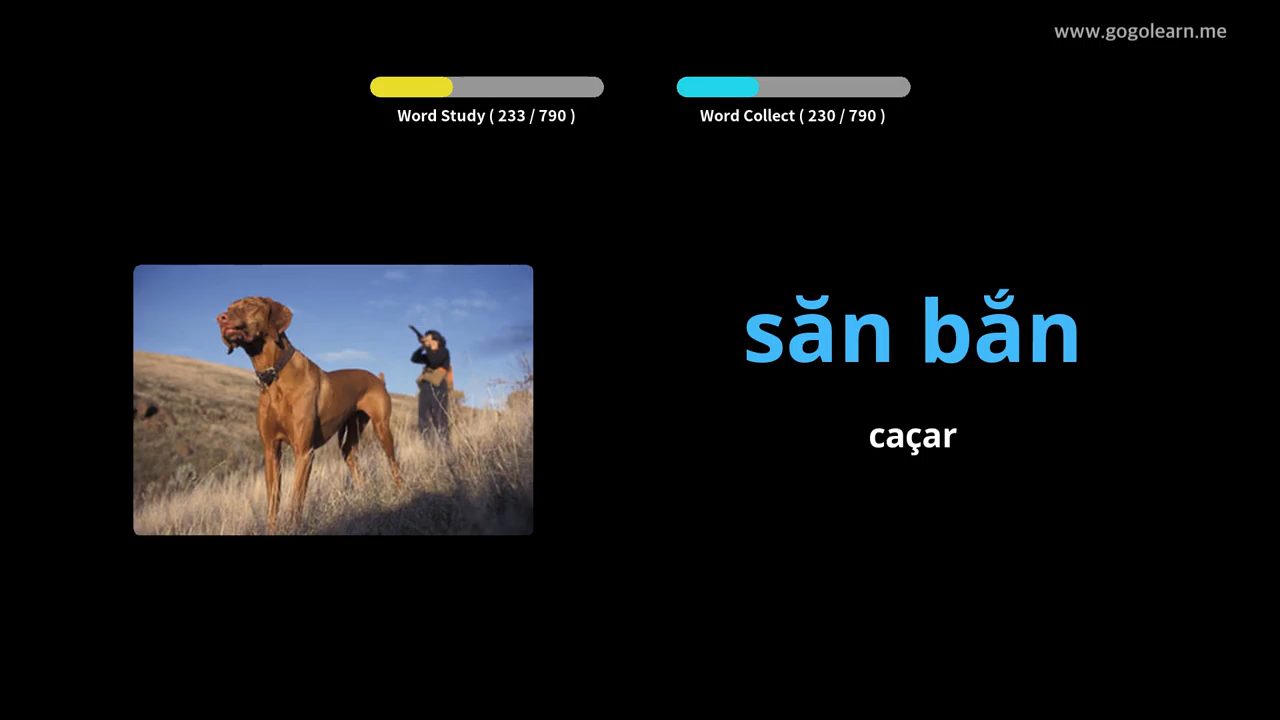 www.gogolearn.me
Word Study ( 233 / 790 )
Word Collect ( 230 / 790 )
săn bắn
caçar